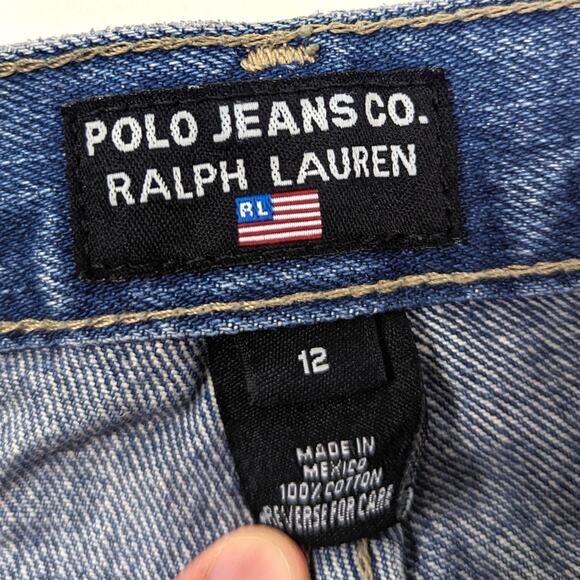 POLO JEANS CO.
RALPH LAUREN
RL
12
MADE IN
MEXICO
100% COTTON
REVERSE FOR CARE